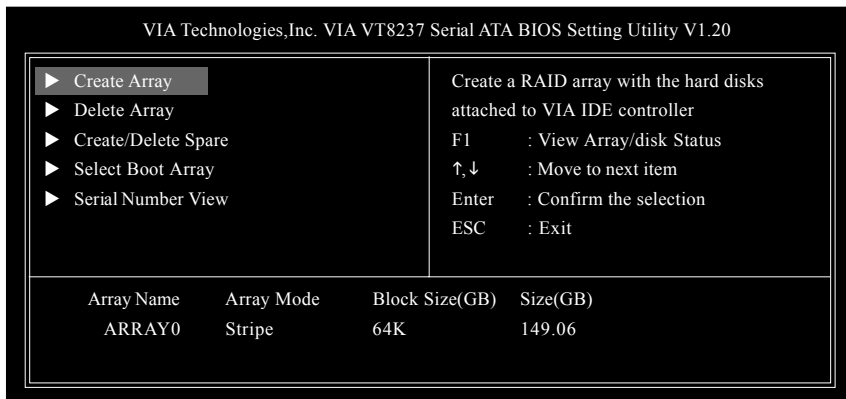 VIA Technologies,Inc. VIA VT8237 Serial ATA BIOS Setting Utility V1.20
▶ Create Array
▶ Delete Array
▶ Create/Delete Spare
▶ Select Boot Array
▶ Serial Number View
Create a RAID array with the hard disks
attached to VIA IDE controller
F1 : View Array/disk Status
↑,↓ : Move to next item
Enter : Confirm the selection
ESC : Exit
Array Name Array Mode Block Size(GB) Size(GB)
ARRAY0 Stripe 64K 149.06